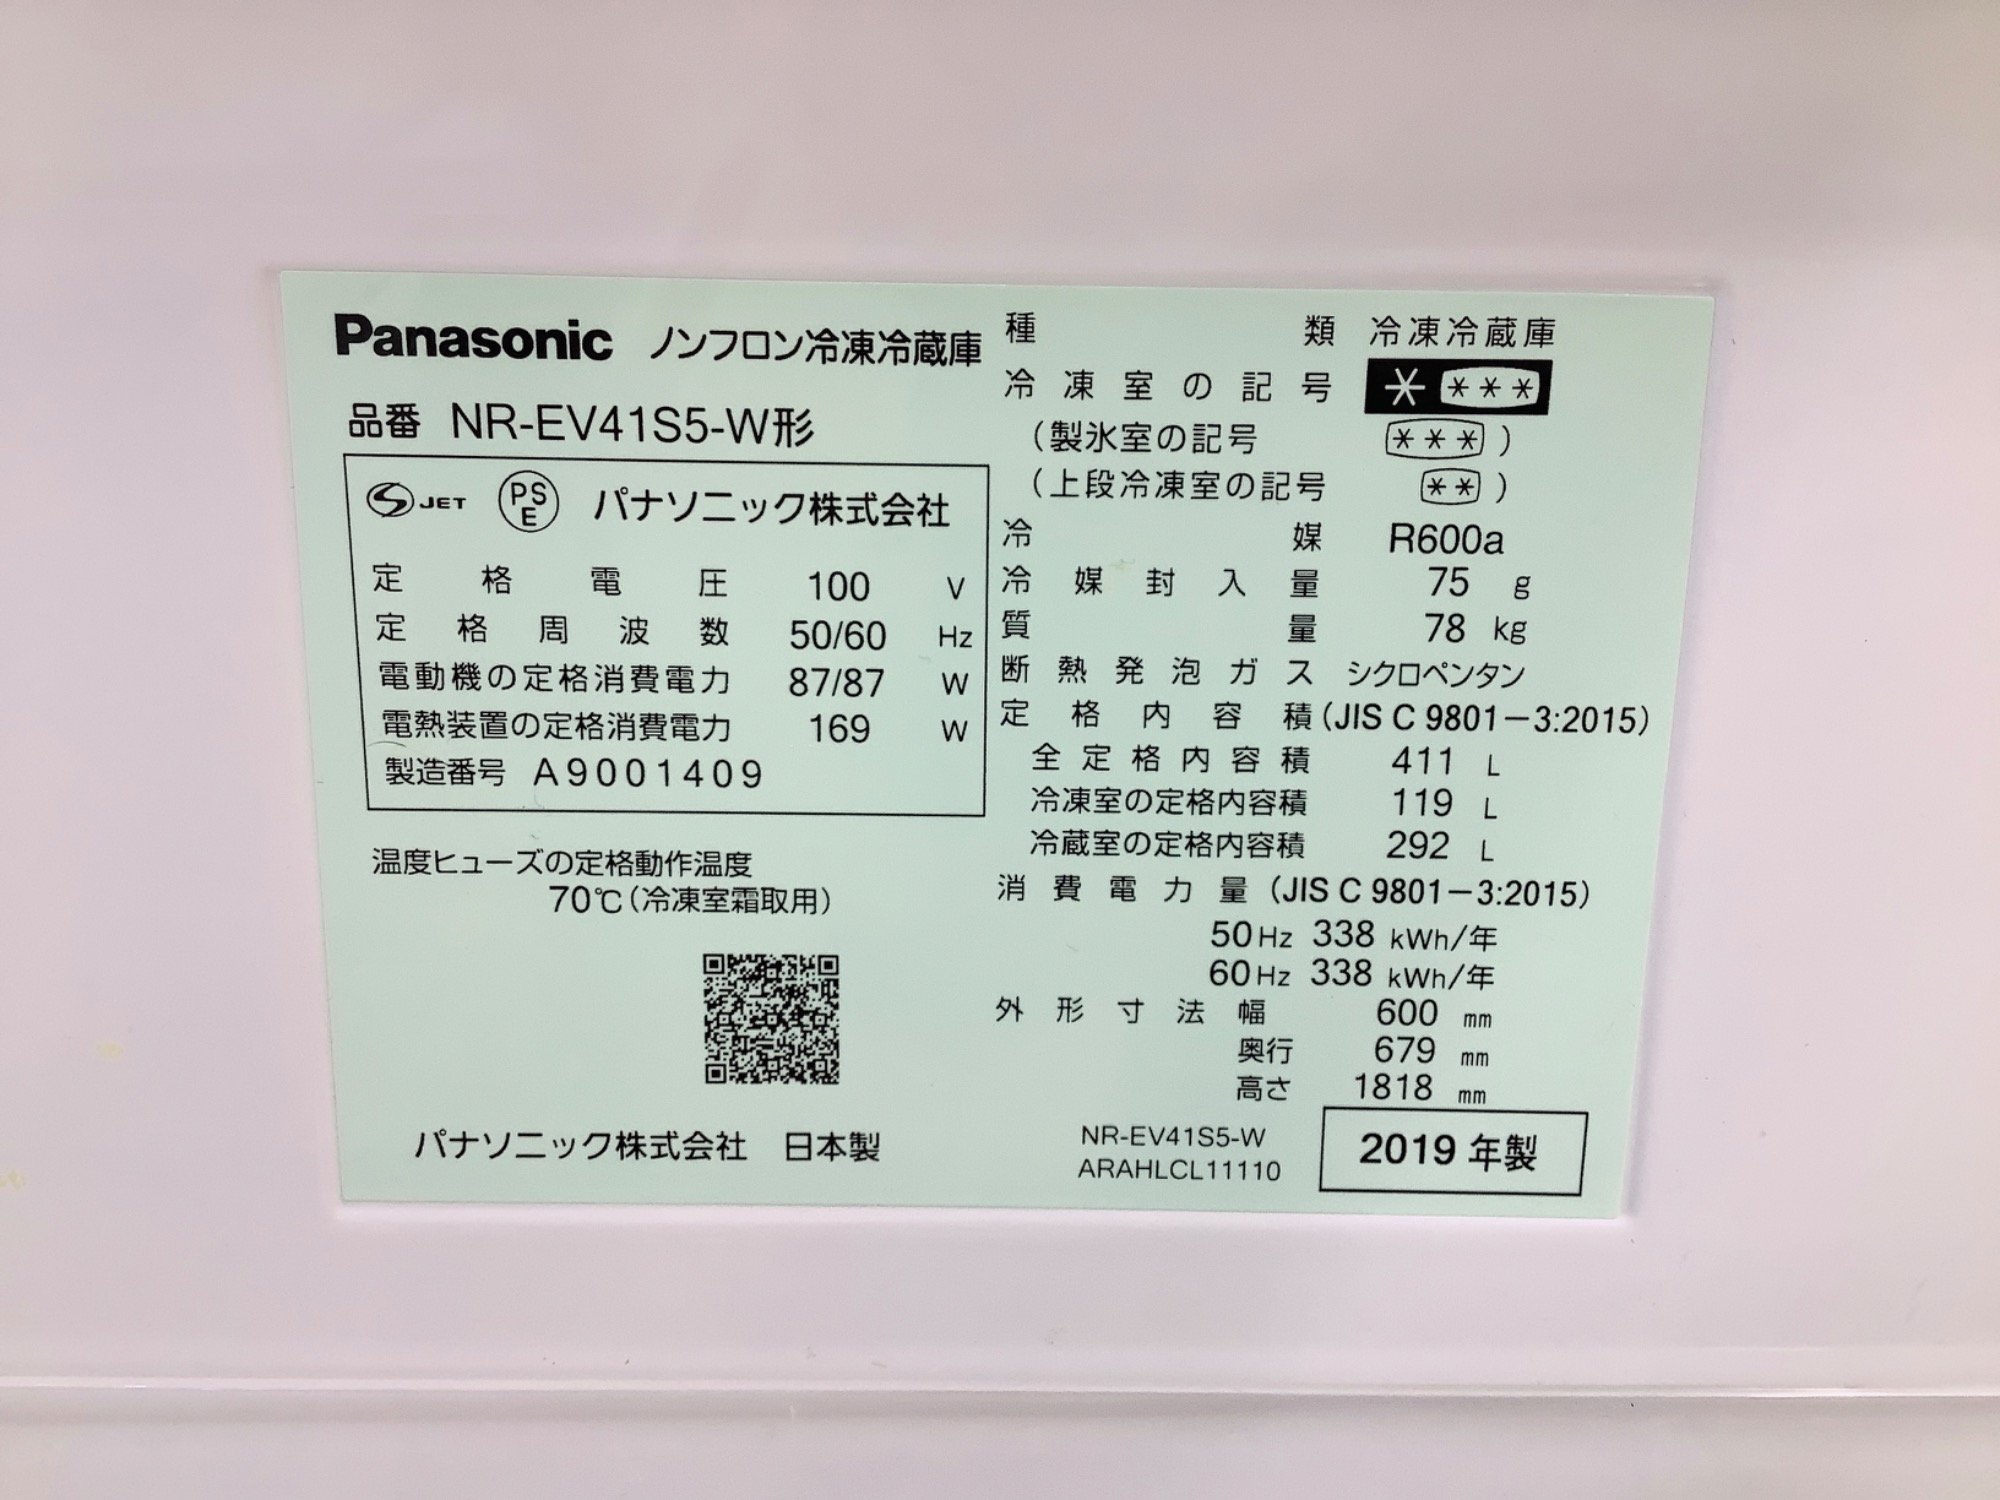 Panasonic ノンフロン冷凍冷蔵庫
品番 NR-EV41S5-W形
JET PSE パナソニック株式会社
定格電圧 100 V
定格周波数 50/60 Hz
電動機の定格消費電力 87/87 W
電熱装置の定格消費電力 169 W
製造番号 A9001409
温度ヒューズの定格動作温度
70℃(冷凍室霜取用)
パナソニック株式会社 日本製
種類 冷凍冷蔵庫
冷凍室の記号 * ***
(製氷室の記号 ***)
(上段冷凍室の記号 **)
冷媒 R600a
冷媒封入量 75 g
質量 78 kg
断熱発泡ガス シクロペンタン
定格内容積(JIS C 9801-3:2015)
全定格内容積 411 L
冷凍室の定格内容積 119 L
冷蔵室の定格内容積 292 L
消費電力量(JIS C 9801-3:2015)
50Hz 338 kWh/年
60Hz 338 kWh/年
外形寸法 幅 600 mm
奥行 679 mm
高さ 1818 mm
NR-EV41S5-W
ARAHLCL11110
2019 年製